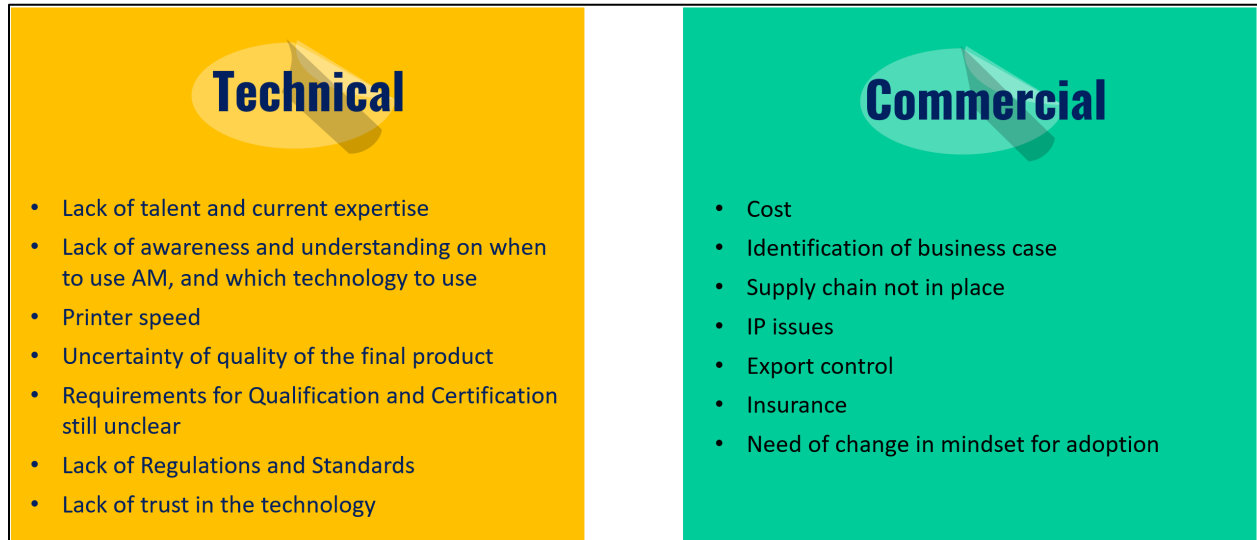 Technical
• Lack of talent and current expertise
• Lack of awareness and understanding on when
to use AM, and which technology to use
• Printer speed
• Uncertainty of quality of the final product
• Requirements for Qualification and Certification
still unclear
• Lack of Regulations and Standards
• Lack of trust in the technology
Commercial
• Cost
• Identification of business case
• Supply chain not in place
• IP issues
• Export control
• Insurance
• Need of change in mindset for adoption